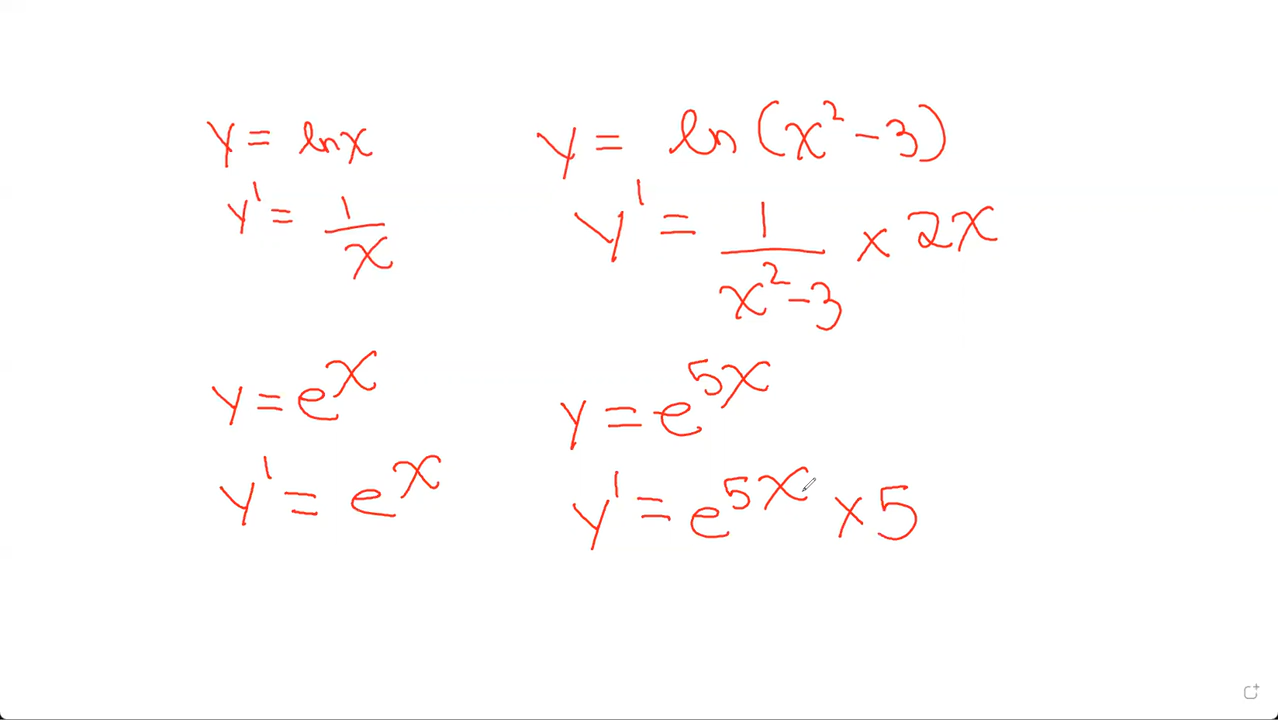 y = ln x
y' = 1/x
y = ln(x² - 3)
y' = 1/(x² - 3) × 2x
y = e^x
y' = e^x
y = e^(5x)
y' = e^(5x) × 5